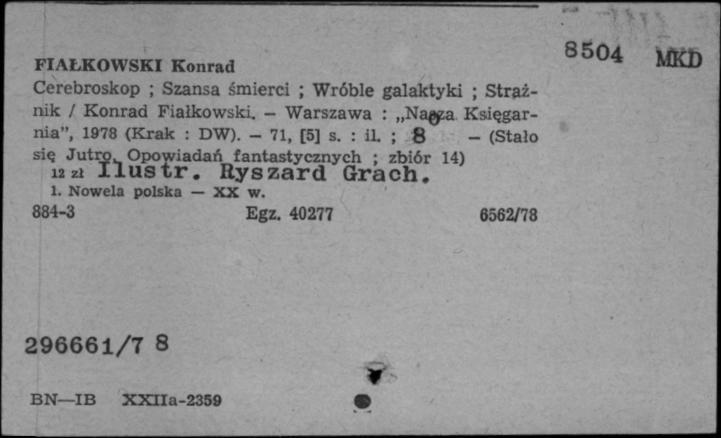 8504 MKD
FIAŁKOWSKI Konrad
Cerebroskop ; Szansa śmierci ; Wróble galaktyki ; Straż-
nik / Konrad Fiałkowski. — Warszawa : „Nasza Księgar-
nia”, 1978 (Krak : DW). — 71, [5] s. : il. ; 8 — (Stało
się Jutro. Opowiadań fantastycznych ; zbiór 14)
12 zł Ilustr. Ryszard Grach.
1. Nowela polska — XX w.
884-3 Egz. 40277 6562/78
296661/7 8
BN—IB XXIIa-2359